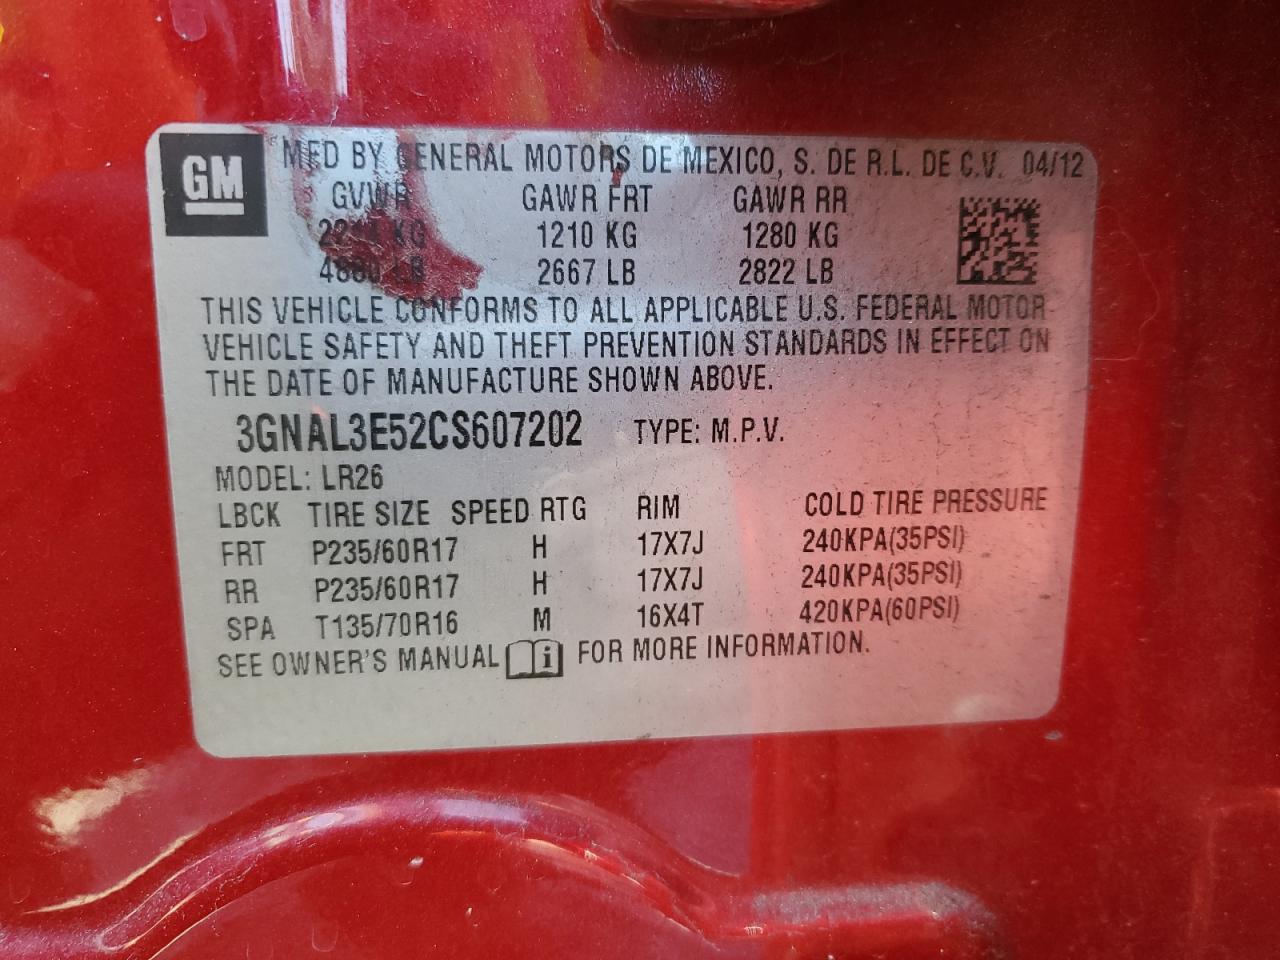 GM
MFD BY GENERAL MOTORS DE MEXICO, S. DE R.L. DE C.V. 04/12
GVWR GAWR FRT GAWR RR
KG 1210 KG 1280 KG
LB 2667 LB 2822 LB
THIS VEHICLE CONFORMS TO ALL APPLICABLE U.S. FEDERAL MOTOR
VEHICLE SAFETY AND THEFT PREVENTION STANDARDS IN EFFECT ON
THE DATE OF MANUFACTURE SHOWN ABOVE.
3GNAL3E52CS607202 TYPE: M.P.V.
MODEL: LR26
LBCK TIRE SIZE SPEED RTG RIM COLD TIRE PRESSURE
FRT P235/60R17 H 17X7J 240KPA(35PSI)
RR P235/60R17 H 17X7J 240KPA(35PSI)
SPA T135/70R16 M 16X4T 420KPA(60PSI)
SEE OWNER'S MANUAL i FOR MORE INFORMATION.